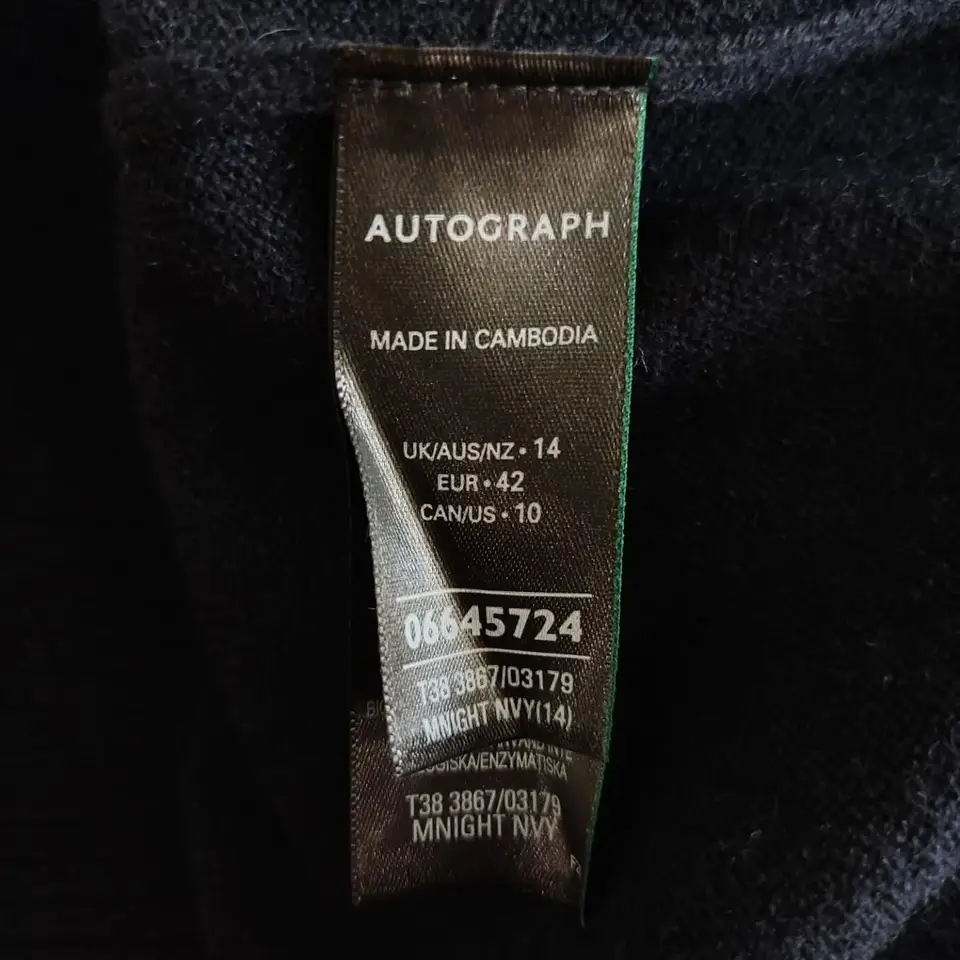 AUTOGRAPH
MADE IN CAMBODIA
UK/AUS/NZ • 14
EUR • 42
CAN/US • 10
06645724
T38 3867/03179
MNIGHT NVY(14)
T38 3867/03179
MNIGHT NVY